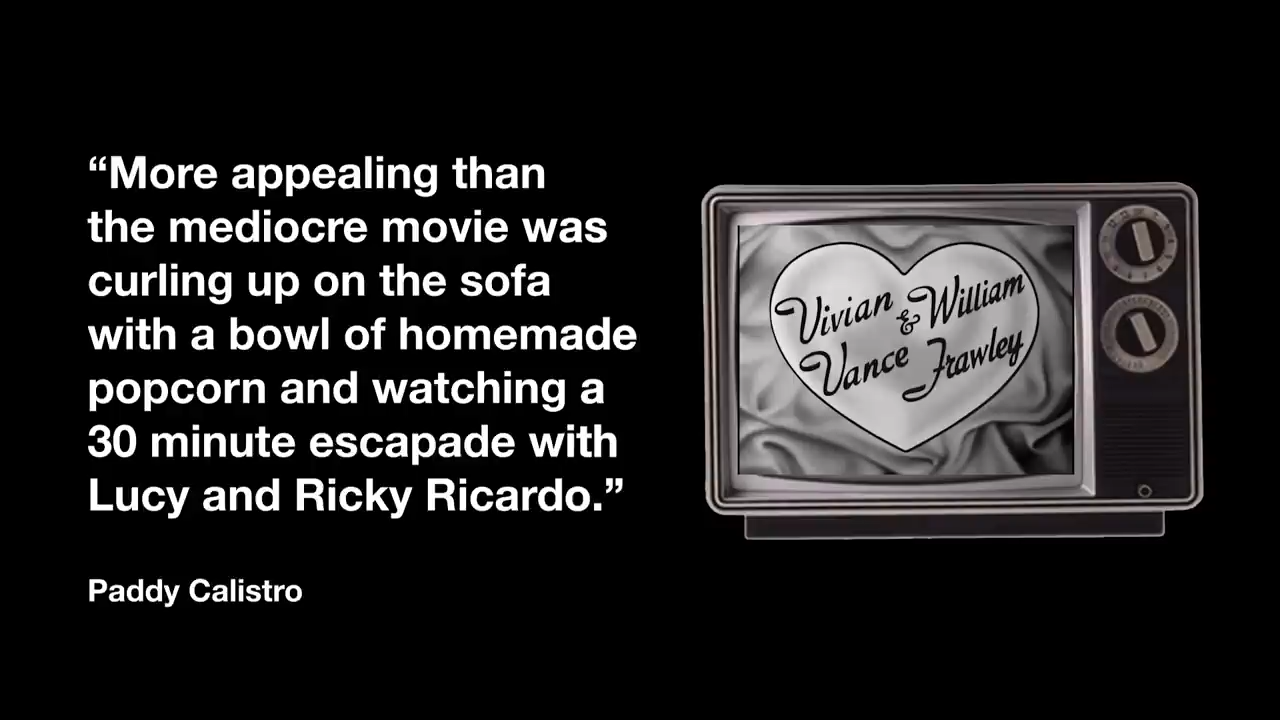 “More appealing than
the mediocre movie was
curling up on the sofa
with a bowl of homemade
popcorn and watching a
30 minute escapade with
Lucy and Ricky Ricardo.”
Paddy Calistro
Vivian & William
Vance Frawley